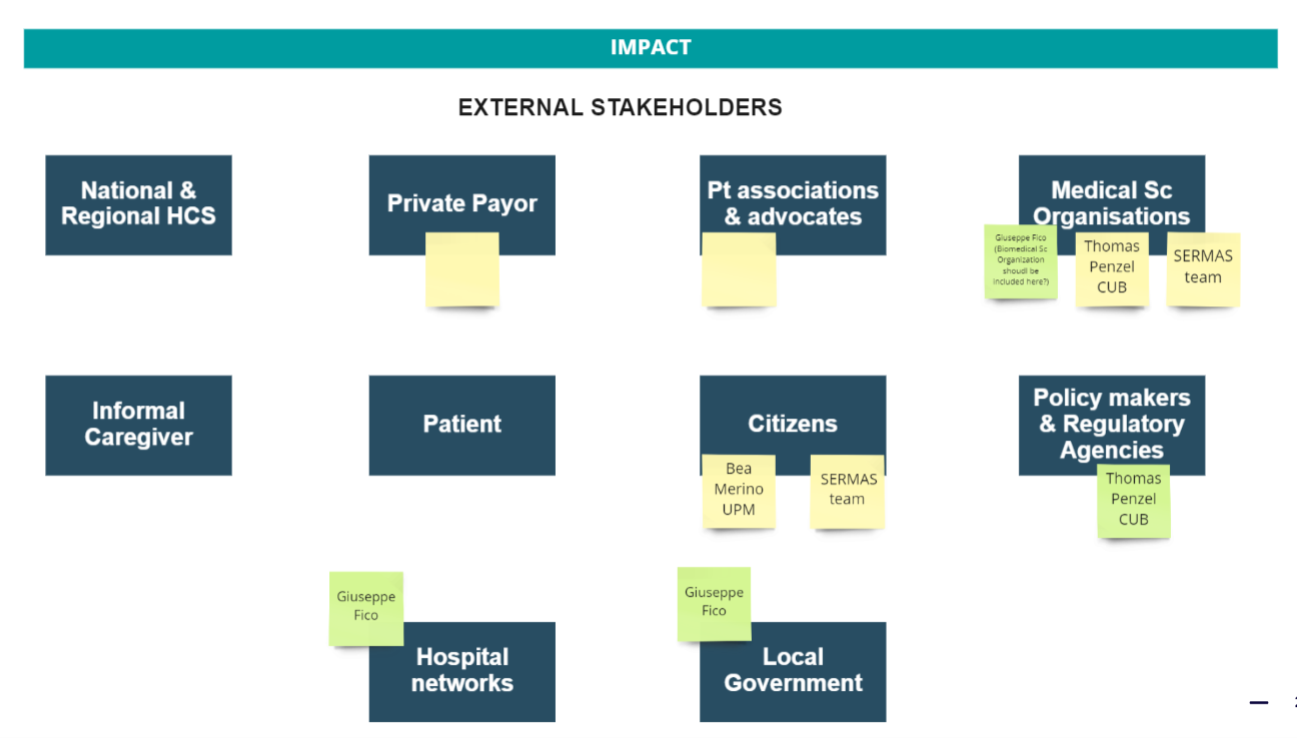 IMPACT
EXTERNAL STAKEHOLDERS
National &
Regional HCS
Private Payor
Pt associations
& advocates
Medical Sc
Organisations
Giuseppe Fico
(Biomedical Sc
Organization
shoudl be
included here?)
Thomas
Penzel
CUB
SERMAS
team
Informal
Caregiver
Patient
Citizens
Bea
Merino
UPM
SERMAS
team
Policy makers
& Regulatory
Agencies
Thomas
Penzel
CUB
Giuseppe
Fico
Hospital
networks
Giuseppe
Fico
Local
Government